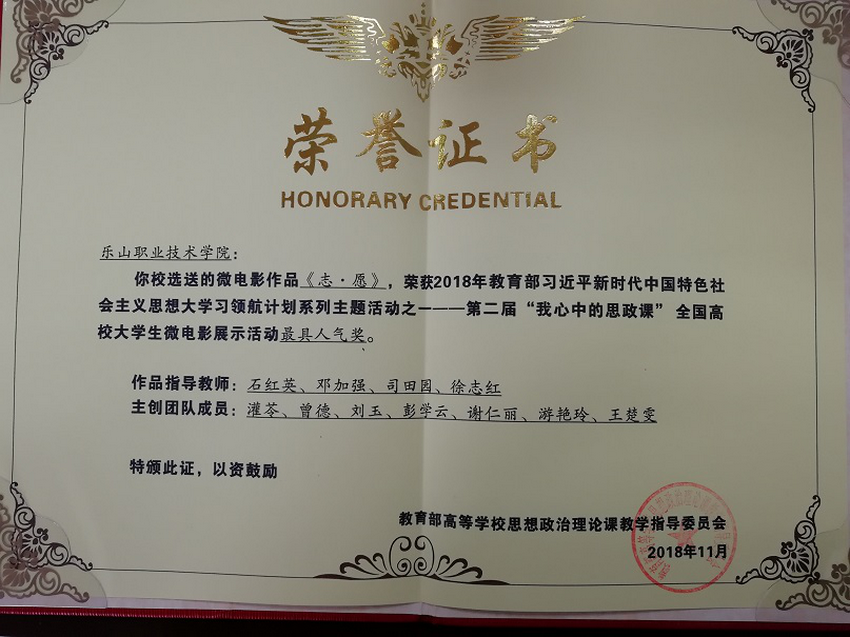 荣誉证书
HONORARY CREDENTIAL
乐山职业技术学院：
你校选送的微电影作品《志·愿》，荣获2018年教育部习近平新时代中国特色社
会主义思想大学习领航计划系列主题活动之一——第二届“我心中的思政课”全国高
校大学生微电影展示活动最具人气奖。
作品指导教师：石红英、邓加强、司田园、徐志红
主创团队成员：灌苓、曾德、刘玉、彭学云、谢仁丽、游艳玲、王楚雯
特颁此证，以资鼓励
教育部高等学校思想政治理论课教学指导委员会
2018年11月